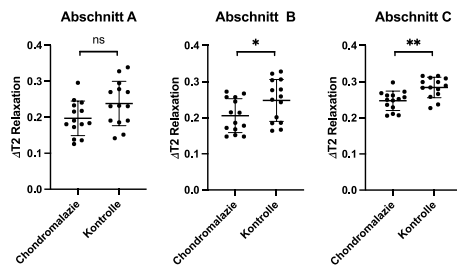 Abschnitt A
ns
ΔT2 Relaxation
0.4
0.3
0.2
0.1
0.0
Chondromalazie
Kontrolle
Abschnitt B
*
ΔT2 Relaxation
0.4
0.3
0.2
0.1
0.0
Chondromalazie
Kontrolle
Abschnitt C
**
ΔT2 Relaxation
0.4
0.3
0.2
0.1
0.0
Chondromalazie
Kontrolle